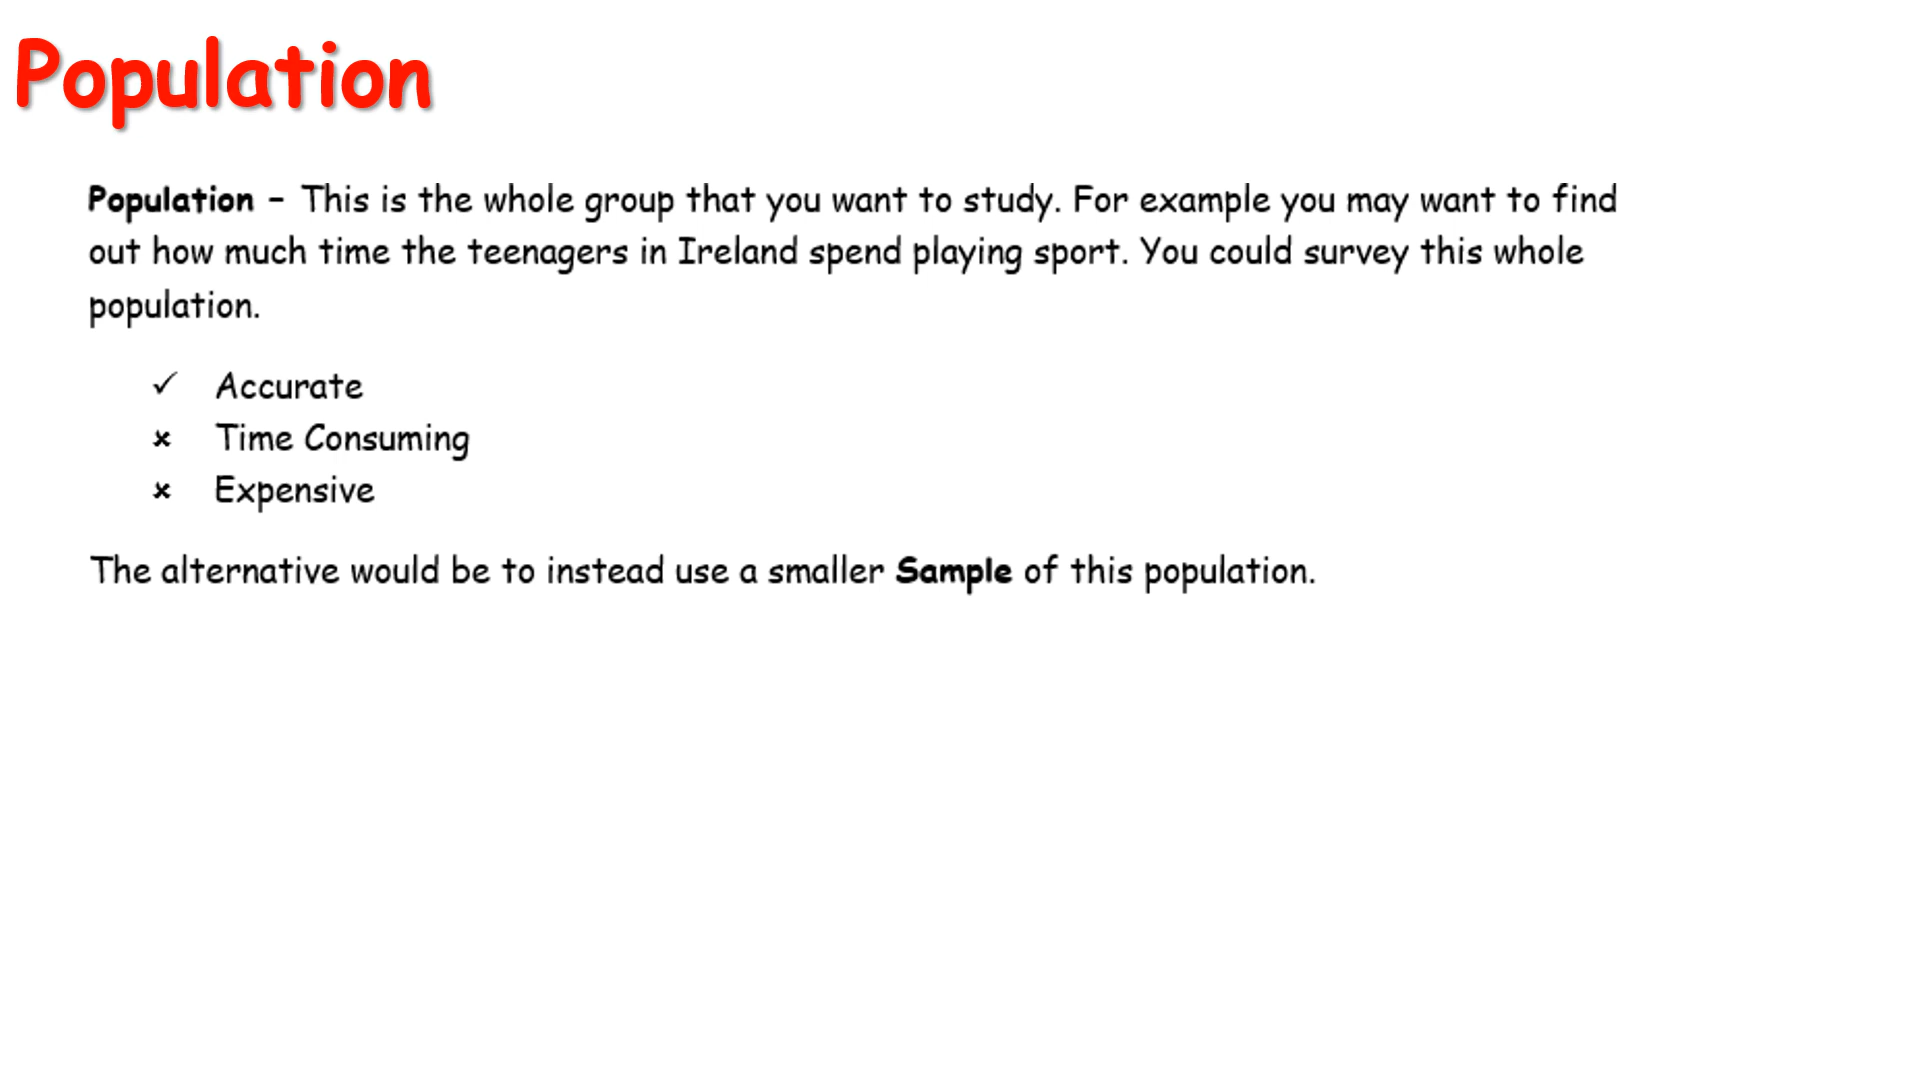 Population
Population – This is the whole group that you want to study. For example you may want to find
out how much time the teenagers in Ireland spend playing sport. You could survey this whole
population.
✓ Accurate
× Time Consuming
× Expensive
The alternative would be to instead use a smaller Sample of this population.